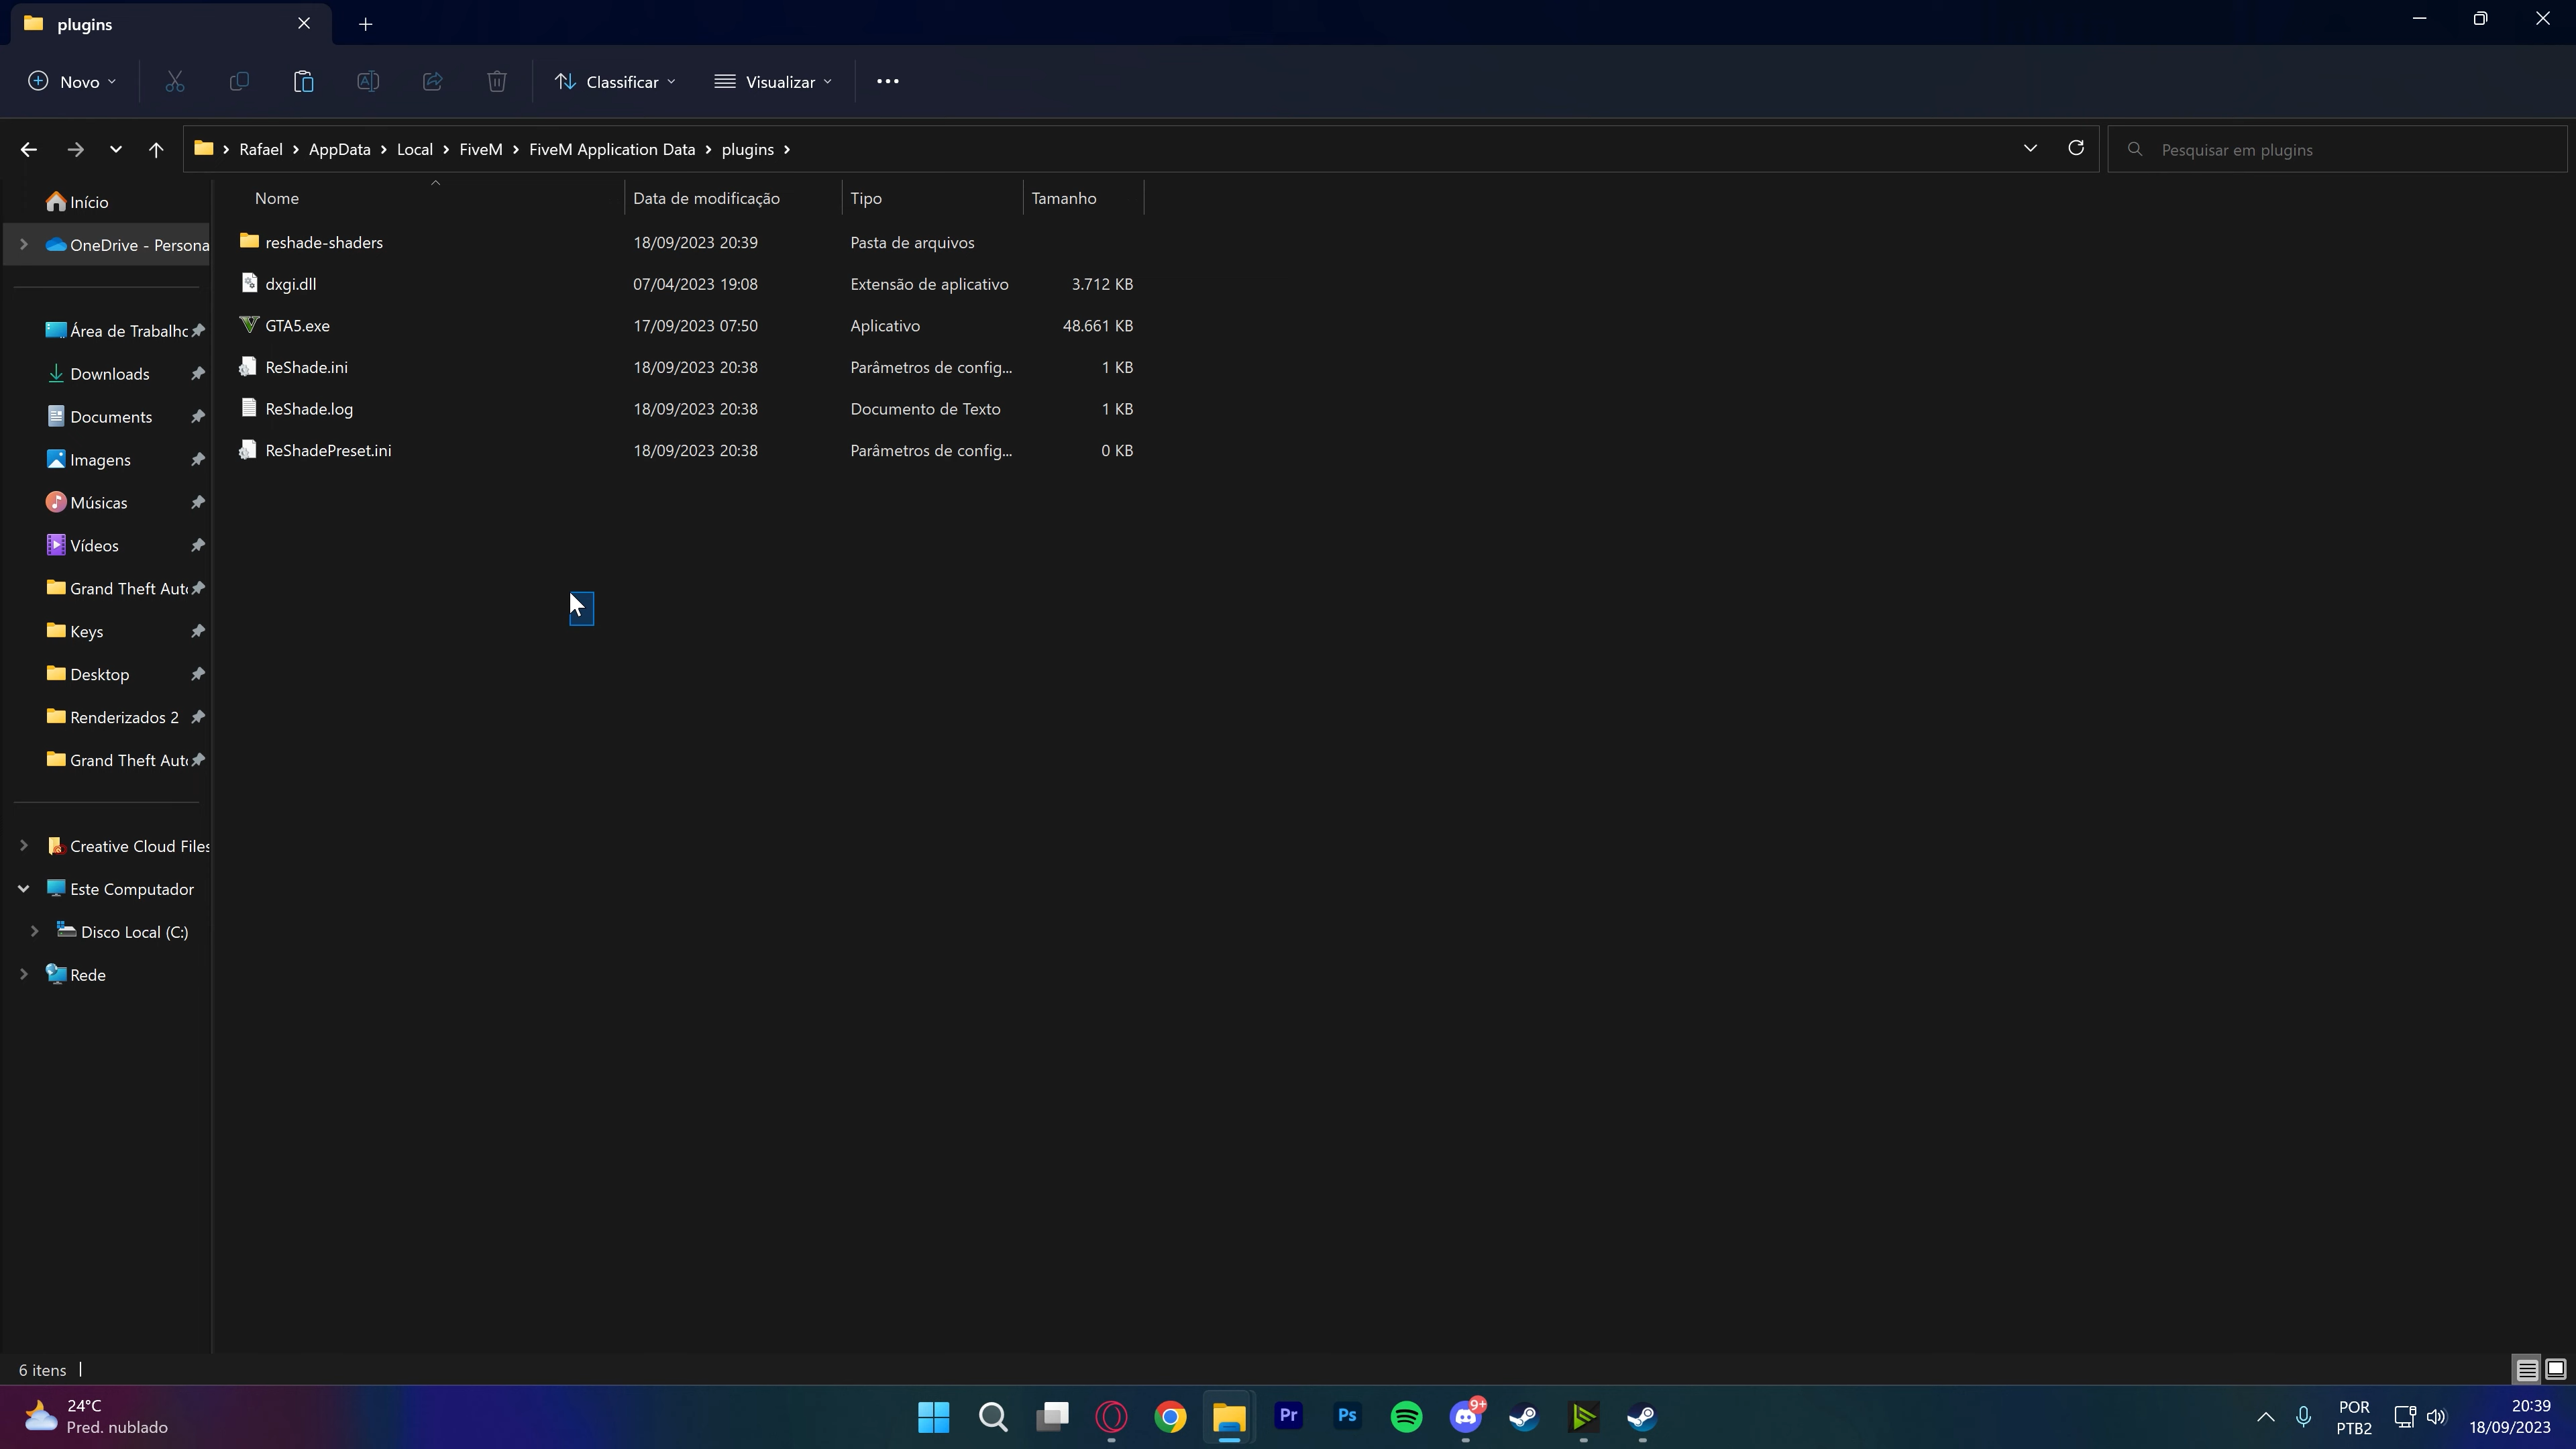 plugins
Novo
Classificar
Visualizar
Rafael
AppData
Local
FiveM
FiveM Application Data
plugins
Pesquisar em plugins
Início
OneDrive - Persona
Área de Trabalho
Downloads
Documents
Imagens
Músicas
Vídeos
Grand Theft Auto
Keys
Desktop
Renderizados 2
Grand Theft Auto
Creative Cloud Files
Este Computador
Disco Local (C:)
Rede
Nome Data de modificação Tipo Tamanho
reshade-shaders 18/09/2023 20:39 Pasta de arquivos
dxgi.dll 07/04/2023 19:08 Extensão de aplicativo 3.712 KB
GTA5.exe 17/09/2023 07:50 Aplicativo 48.661 KB
ReShade.ini 18/09/2023 20:38 Parâmetros de config... 1 KB
ReShade.log 18/09/2023 20:38 Documento de Texto 1 KB
ReShadePreset.ini 18/09/2023 20:38 Parâmetros de config... 0 KB
6 itens
24°C
Pred. nublado
Pr
Ps
9+
POR
PTB2
20:39
18/09/2023